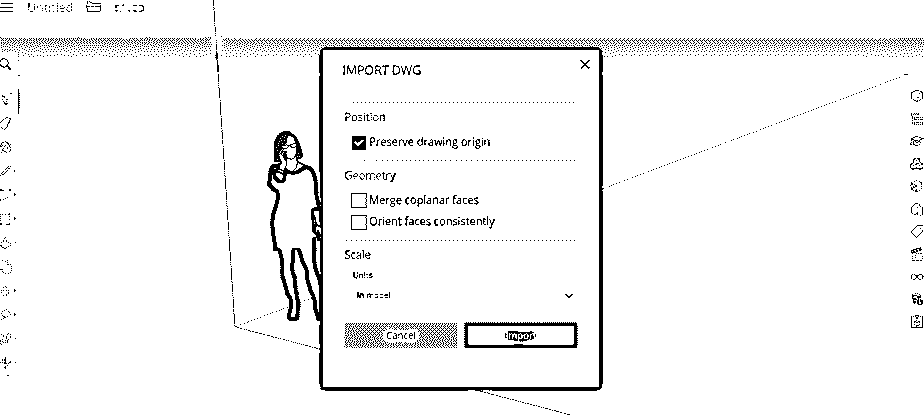 Untitled
IMPORT DWG
Position
Preserve drawing origin
Geometry
Merge coplanar faces
Orient faces consistently
Scale
Units
In model
Cancel
Import